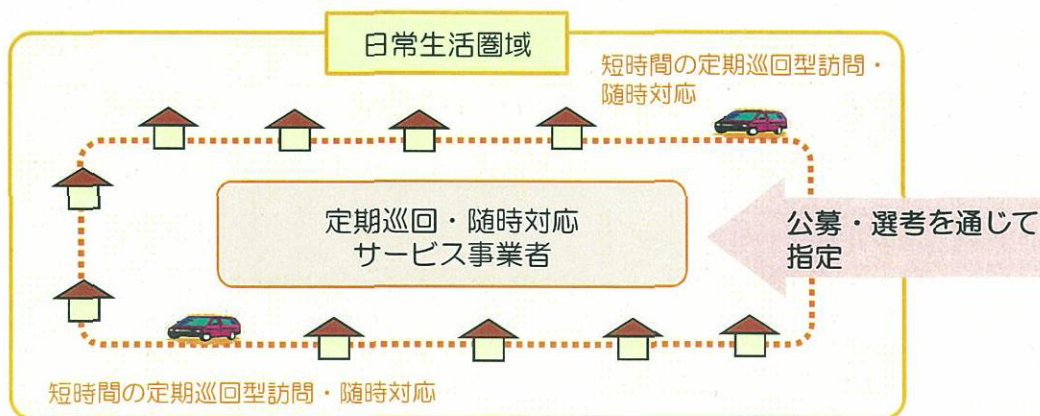 日常生活圏域
短時間の定期巡回型訪問・
随時対応
定期巡回・随時対応
サービス事業者
公募・選考を通じて
指定
短時間の定期巡回型訪問・随時対応